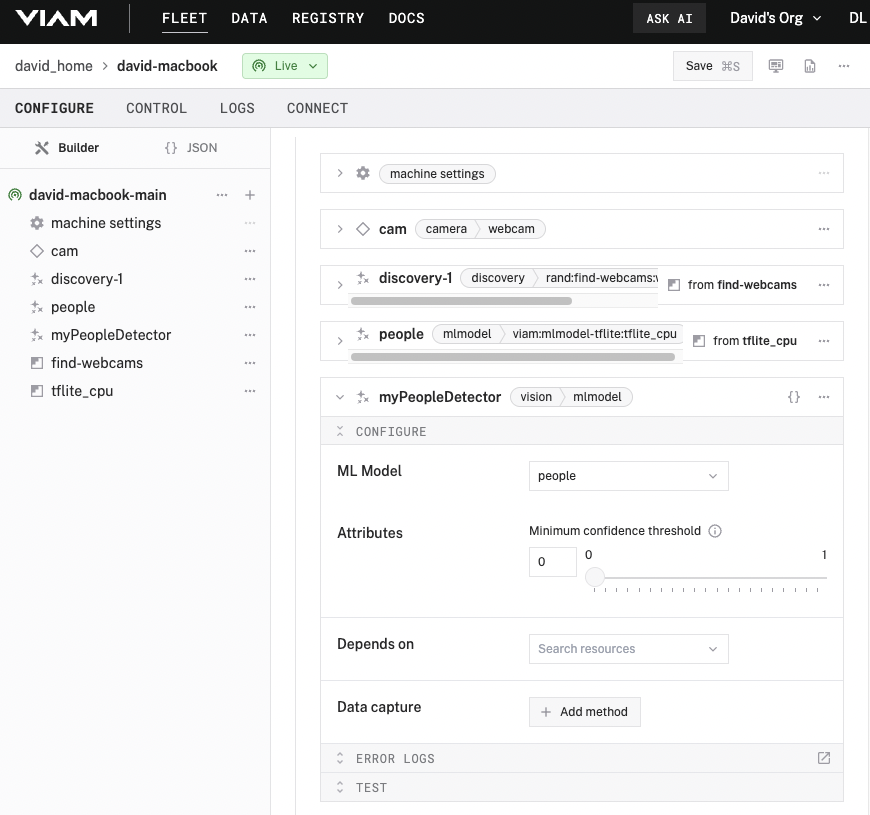 VIAM FLEET DATA REGISTRY DOCS ASK AI David's Org DL
david_home > david-macbook Live Save ⌘S
CONFIGURE CONTROL LOGS CONNECT
Builder {} JSON
david-macbook-main
machine settings
cam
discovery-1
people
myPeopleDetector
find-webcams
tflite_cpu
machine settings
cam camera webcam
discovery-1 discovery rand:find-webcams: from find-webcams
people mlmodel viam:mlmodel-tflite:tflite_cpu from tflite_cpu
myPeopleDetector vision mlmodel {}
CONFIGURE
ML Model people
Attributes Minimum confidence threshold
0 0 1
Depends on Search resources
Data capture + Add method
ERROR LOGS
TEST